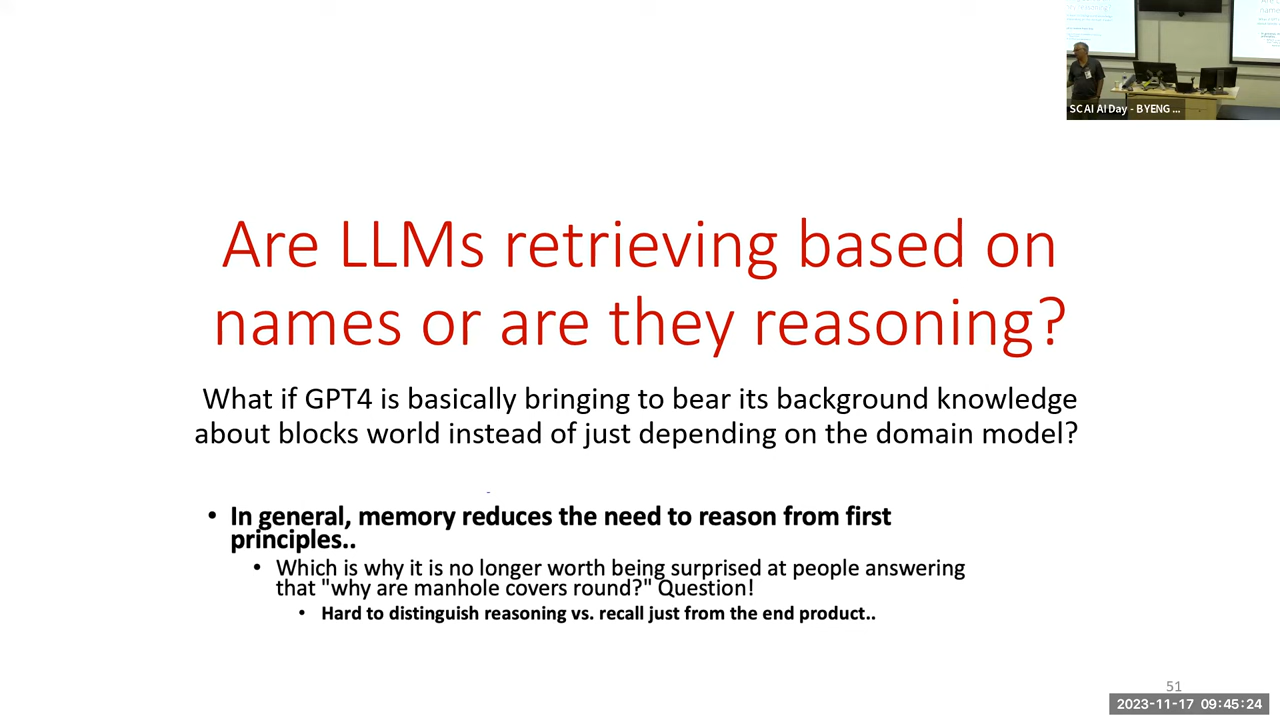 SCAI AI Day - BYENG ...
Are LLMs retrieving based on
names or are they reasoning?
What if GPT4 is basically bringing to bear its background knowledge
about blocks world instead of just depending on the domain model?
• In general, memory reduces the need to reason from first
principles..
• Which is why it is no longer worth being surprised at people answering
that "why are manhole covers round?" Question!
• Hard to distinguish reasoning vs. recall just from the end product..
51
2023-11-17 09:45:24